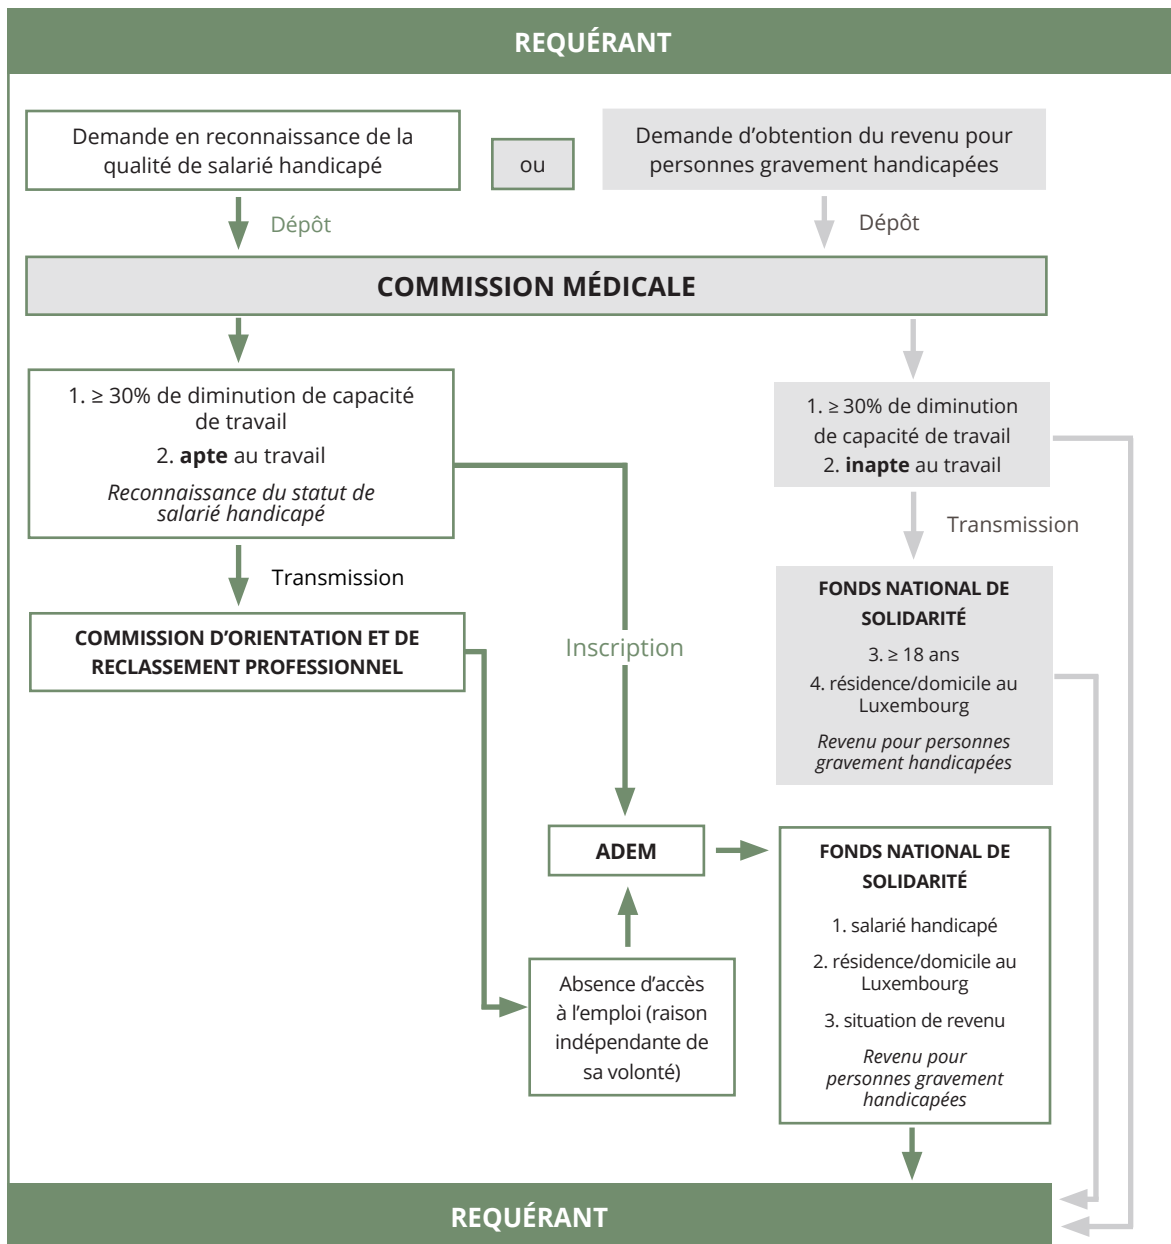 REQUÉRANT
Demande en reconnaissance de la
qualité de salarié handicapé
ou
Demande d'obtention du revenu pour
personnes gravement handicapées
Dépôt
Dépôt
COMMISSION MÉDICALE
1. ≥ 30% de diminution de capacité
de travail
2. apte au travail
Reconnaissance du statut de
salarié handicapé
1. ≥ 30% de diminution
de capacité de travail
2. inapte au travail
Transmission
Transmission
COMMISSION D'ORIENTATION ET DE
RECLASSEMENT PROFESSIONNEL
Inscription
FONDS NATIONAL DE
SOLIDARITÉ
3. ≥ 18 ans
4. résidence/domicile au
Luxembourg
Revenu pour personnes
gravement handicapées
ADEM
FONDS NATIONAL DE
SOLIDARITÉ
1. salarié handicapé
2. résidence/domicile au
Luxembourg
3. situation de revenu
Revenu pour
personnes gravement
handicapées
Absence d'accès
à l'emploi (raison
indépendante de
sa volonté)
REQUÉRANT